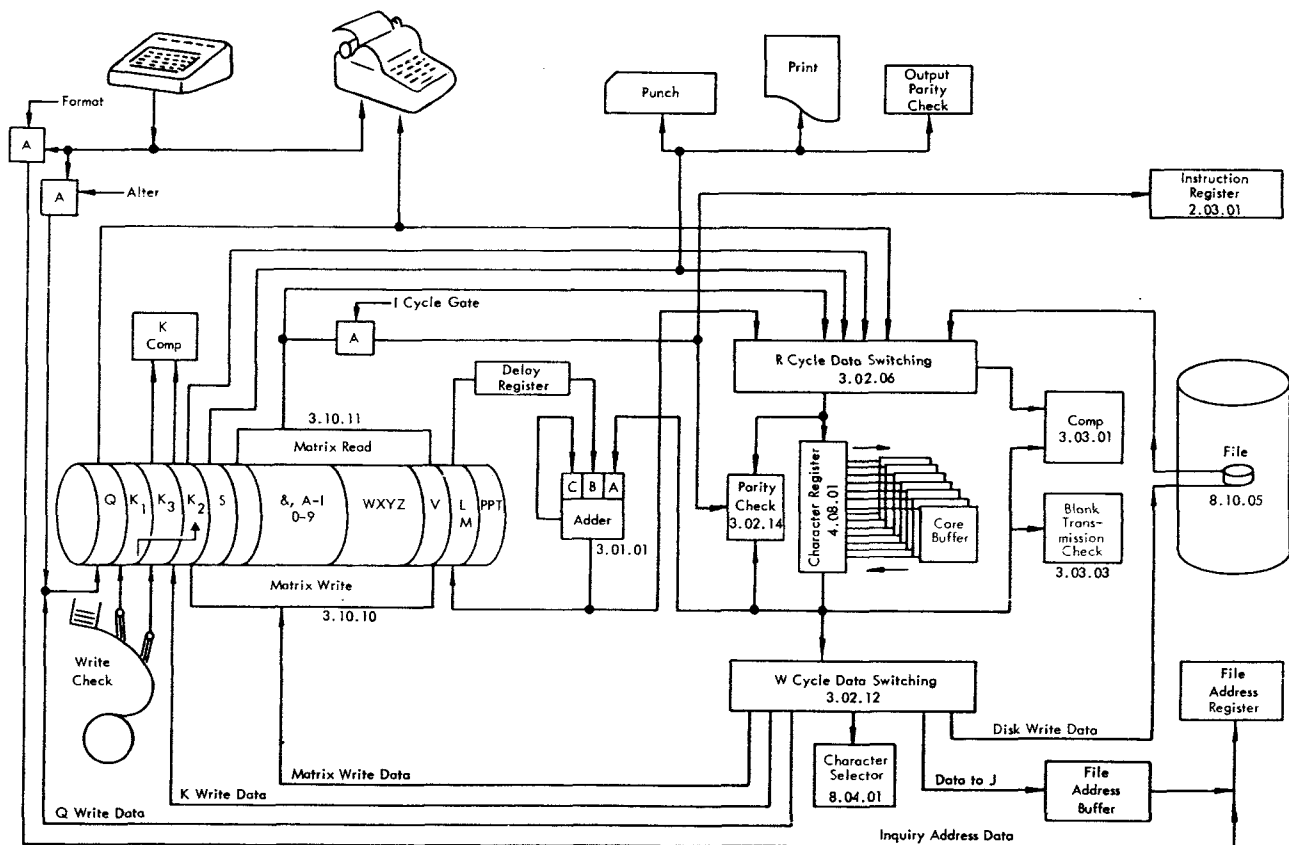 Format
A
A
Alter
Punch
Print
Output
Parity
Check
Instruction
Register
2.03.01
I Cycle Gate
A
K
Comp
Delay
Register
R Cycle Data Switching
3.02.06
Comp
3.03.01
File
8.10.05
3.10.11
Matrix Read
Q
K1
K3
K2
S
&, A-I
0-9
WXYZ
V
L
M
PPT
C
B
A
Adder
3.01.01
Parity
Check
3.02.14
Character Register
4.08.01
Core
Buffer
Blank
Trans-
mission
Check
3.03.03
Matrix Write
3.10.10
Write
Check
W Cycle Data Switching
3.02.12
File
Address
Register
Disk Write Data
Matrix Write Data
Character
Selector
8.04.01
Data to J
File
Address
Buffer
K Write Data
Q Write Data
Inquiry Address Data